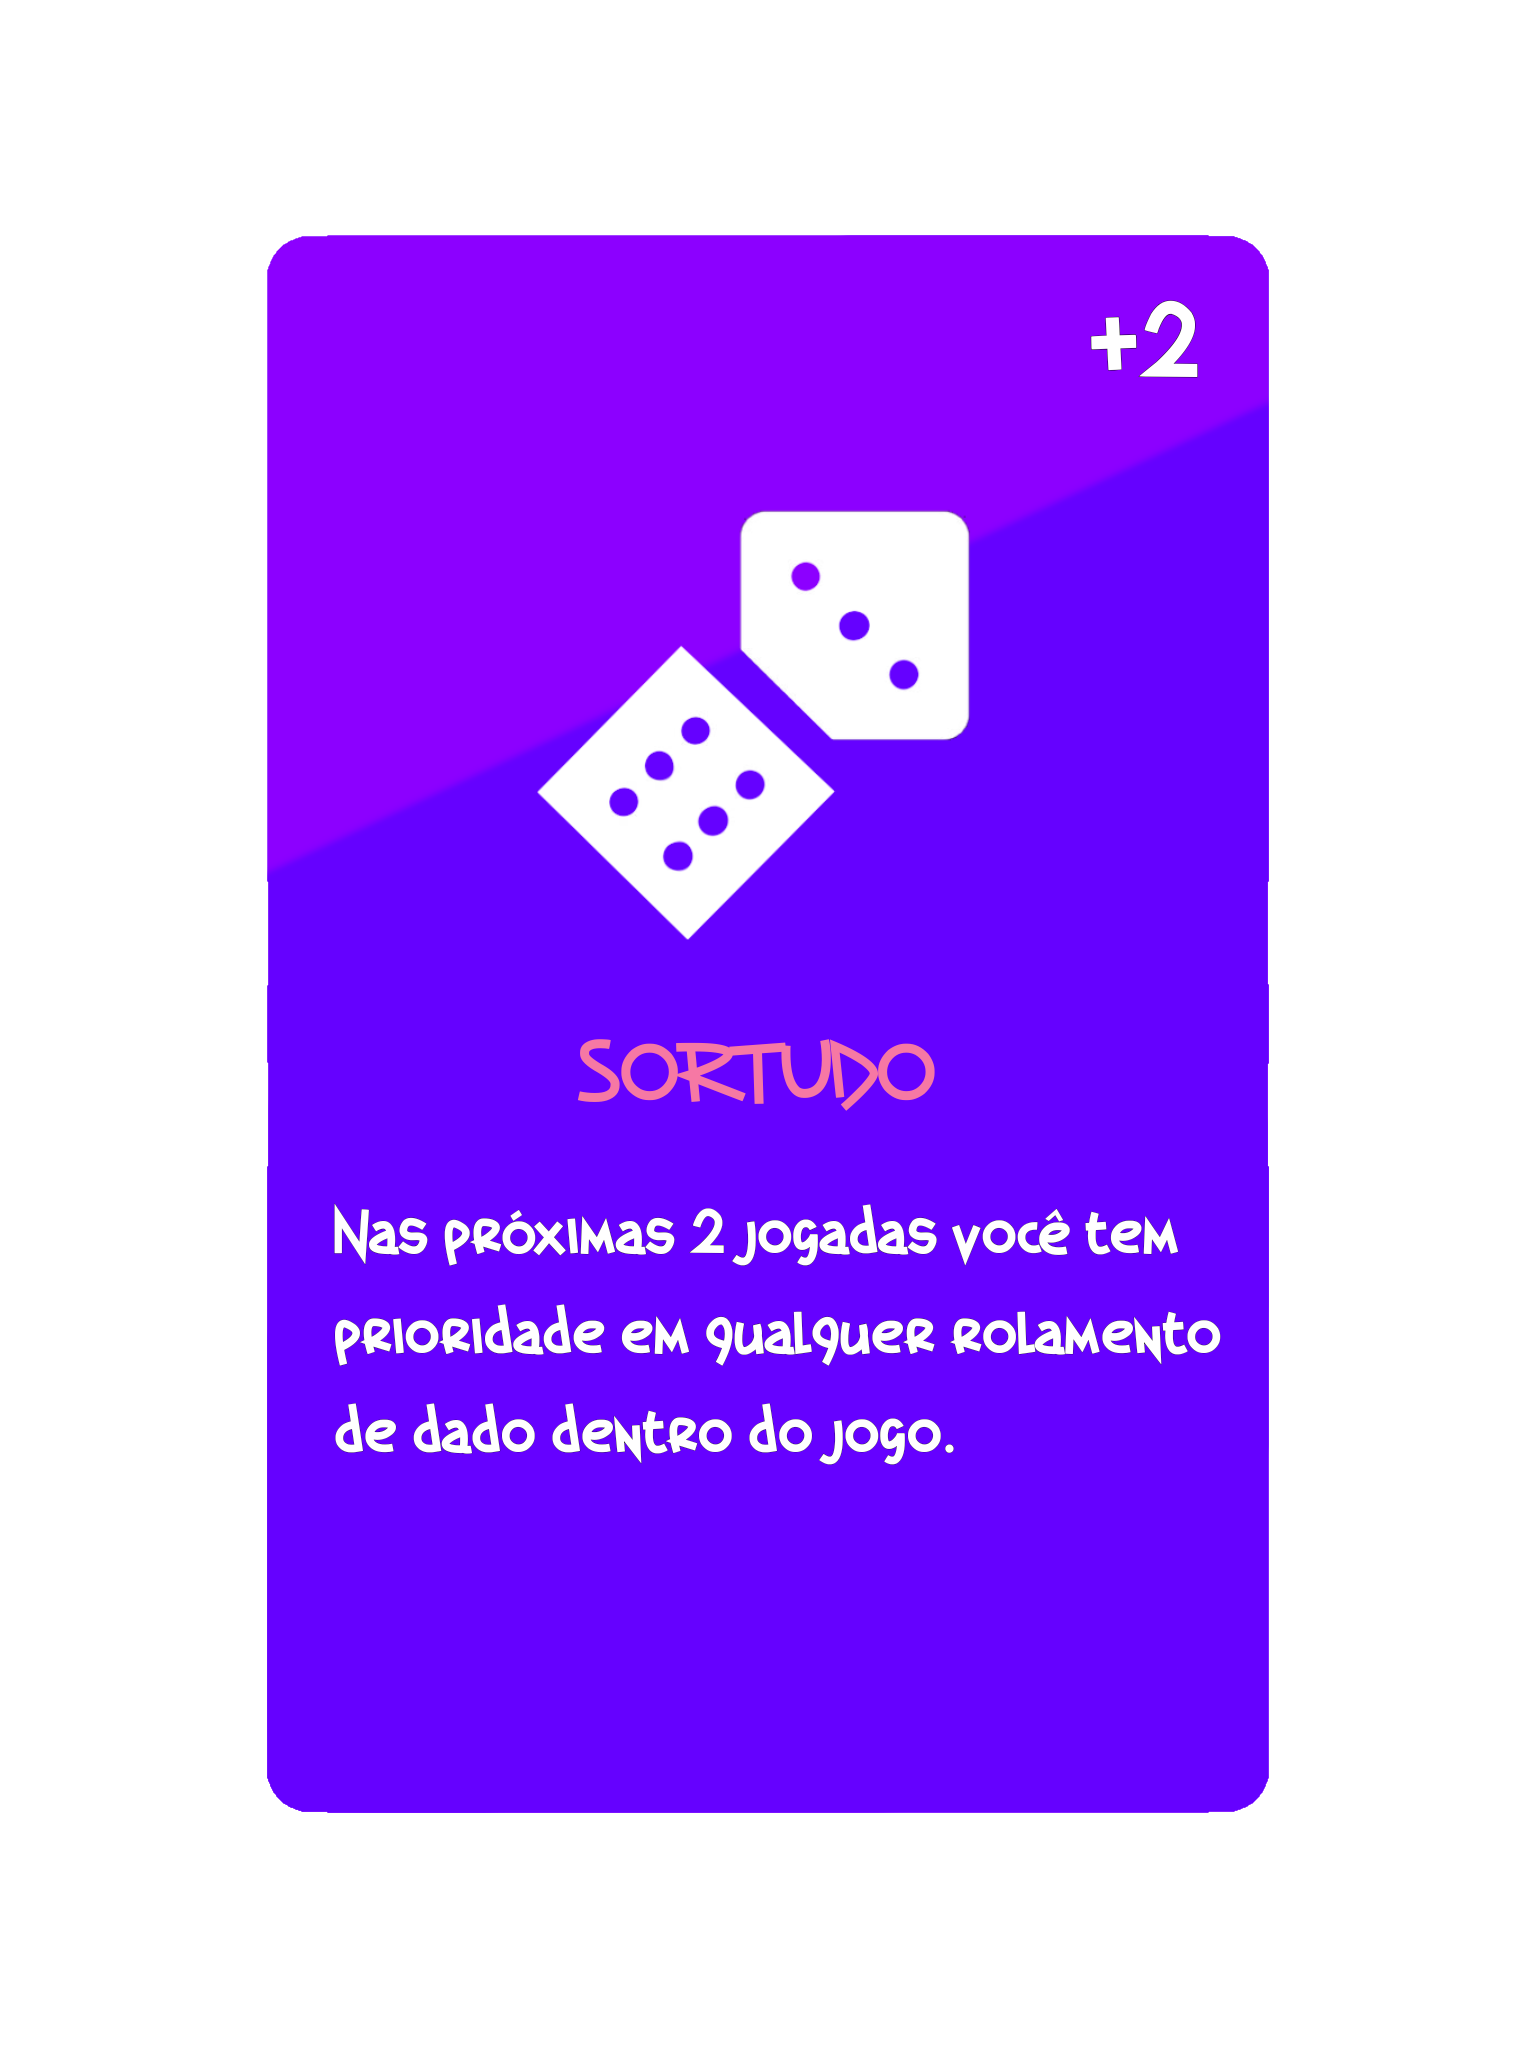 +2
SORTUDO
Nas próximas 2 jogadas você tem
prioridade em qualquer rolamento
de dado dentro do jogo.